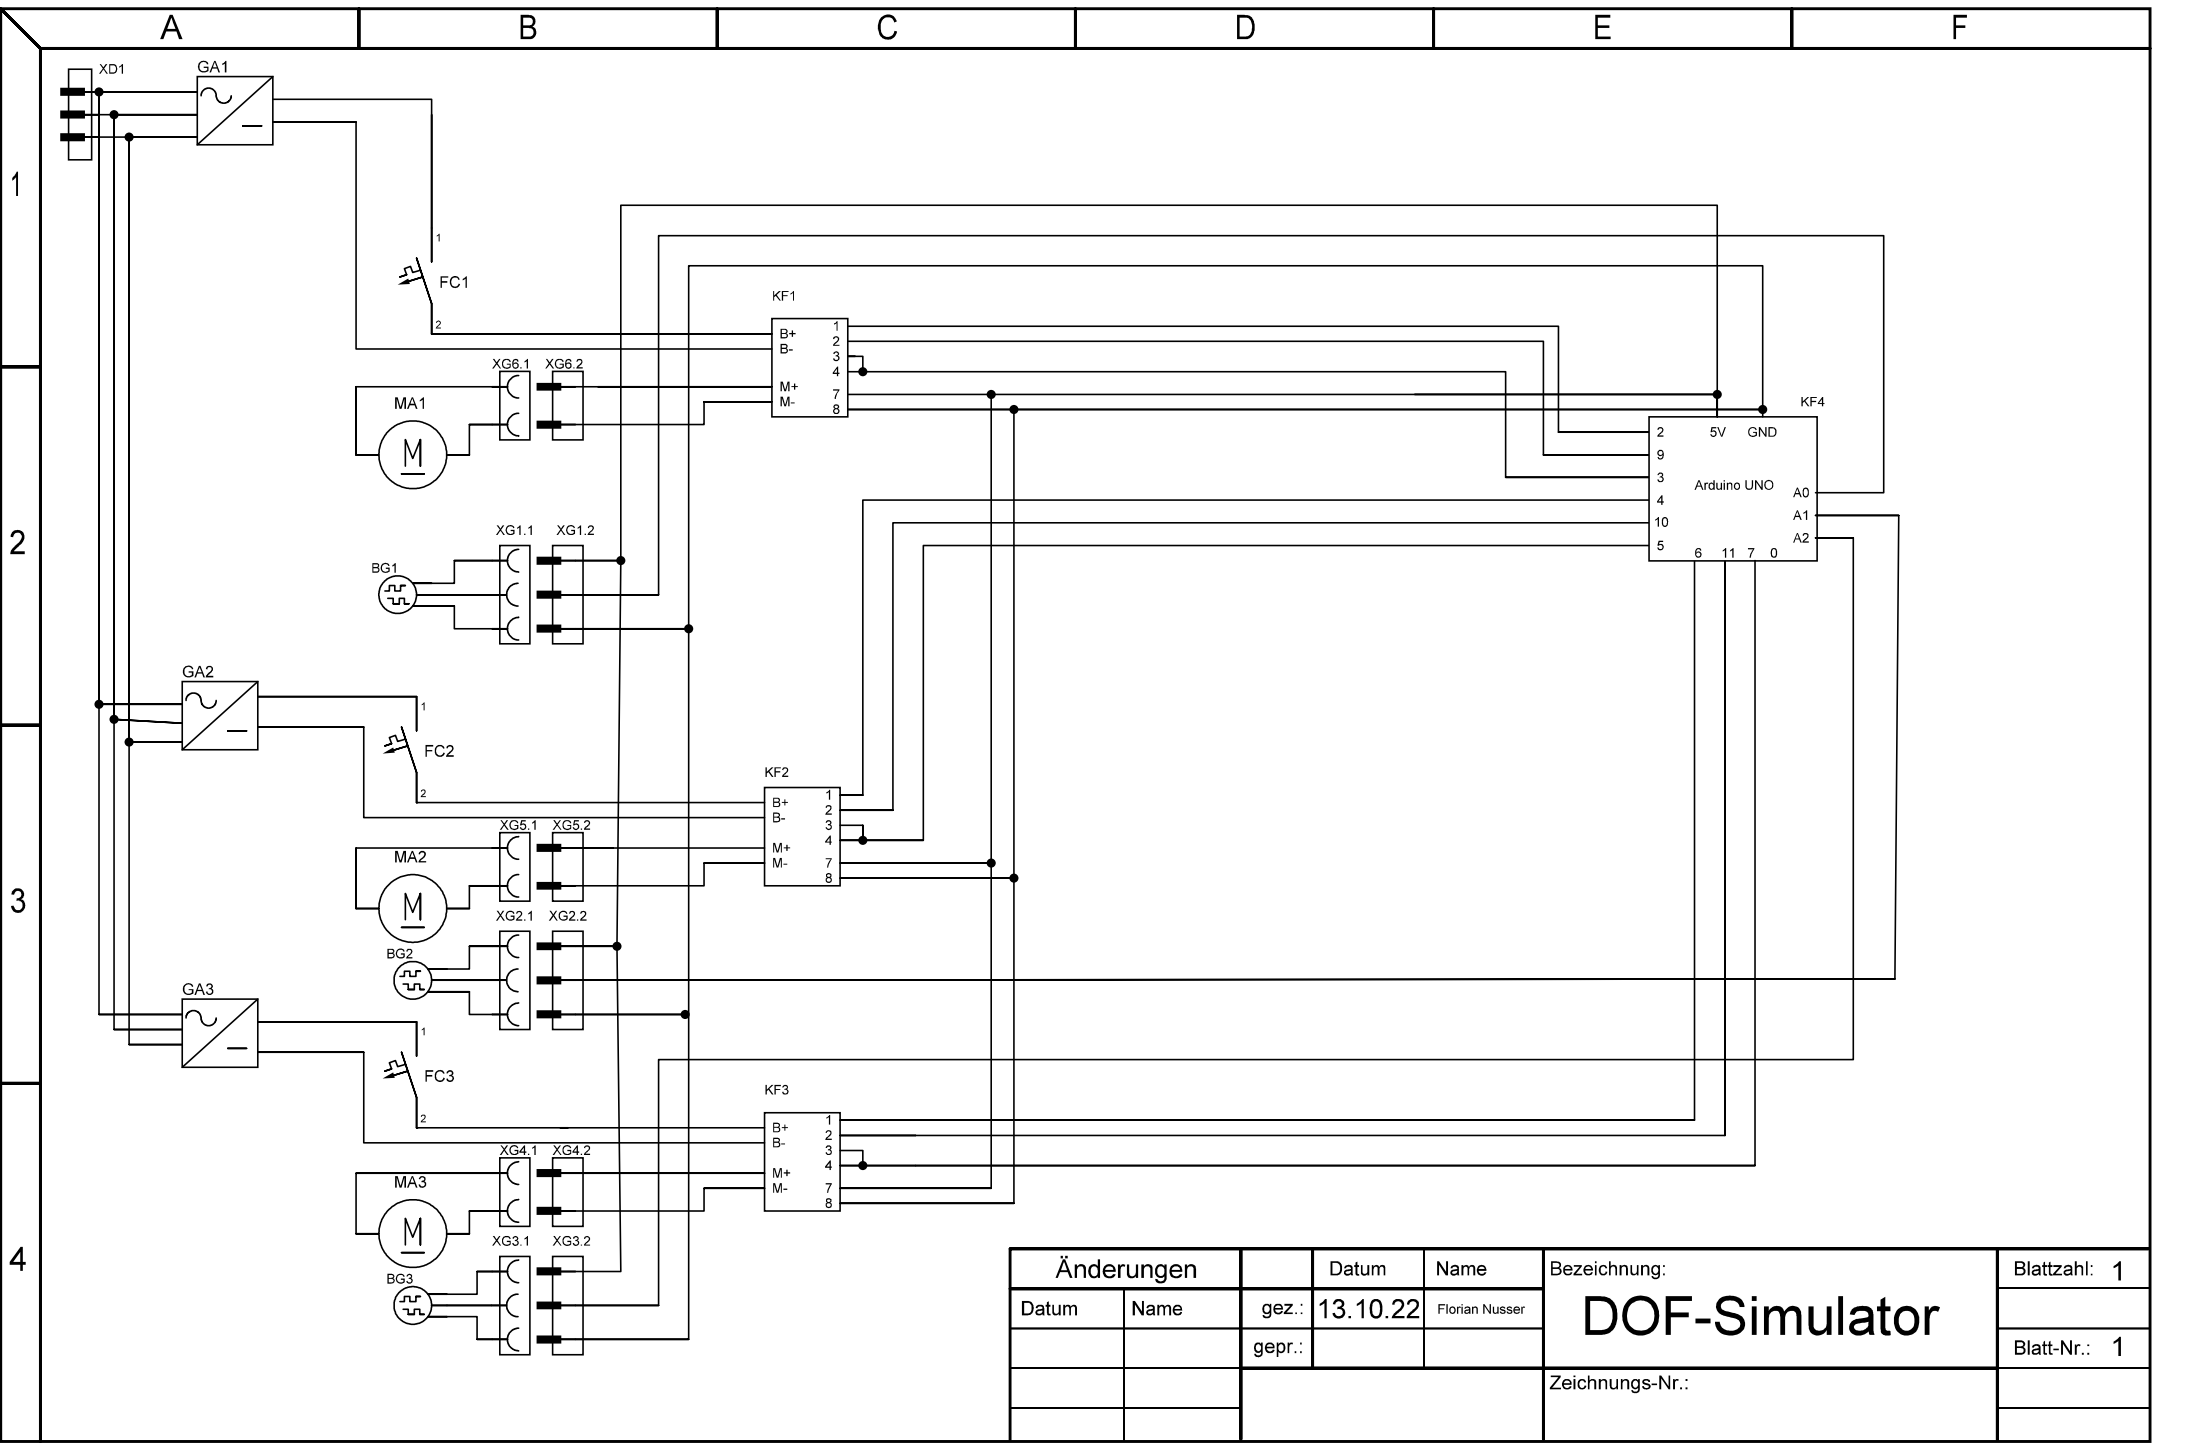 A B C D E F
1
2
3
4
XD1
GA1
1
FC1
2
KF1
B+
B-
M+
M-
1
2
3
4
7
8
XG6.1 XG6.2
MA1
M
KF4
2 5V GND
9
3
Arduino UNO
A0
4
A1
10
A2
5
6 11 7 0
XG1.1 XG1.2
BG1
GA2
1
FC2
2
KF2
B+
B-
M+
M-
1
2
3
4
7
8
XG5.1 XG5.2
MA2
M
XG2.1 XG2.2
BG2
GA3
1
FC3
2
KF3
B+
B-
M+
M-
1
2
3
4
7
8
XG4.1 XG4.2
MA3
M
XG3.1 XG3.2
BG3
Änderungen Datum Name Bezeichnung: Blattzahl: 1
Datum Name gez.: 13.10.22 Florian Nusser DOF-Simulator
gepr.: Blatt-Nr.: 1
Zeichnungs-Nr.: